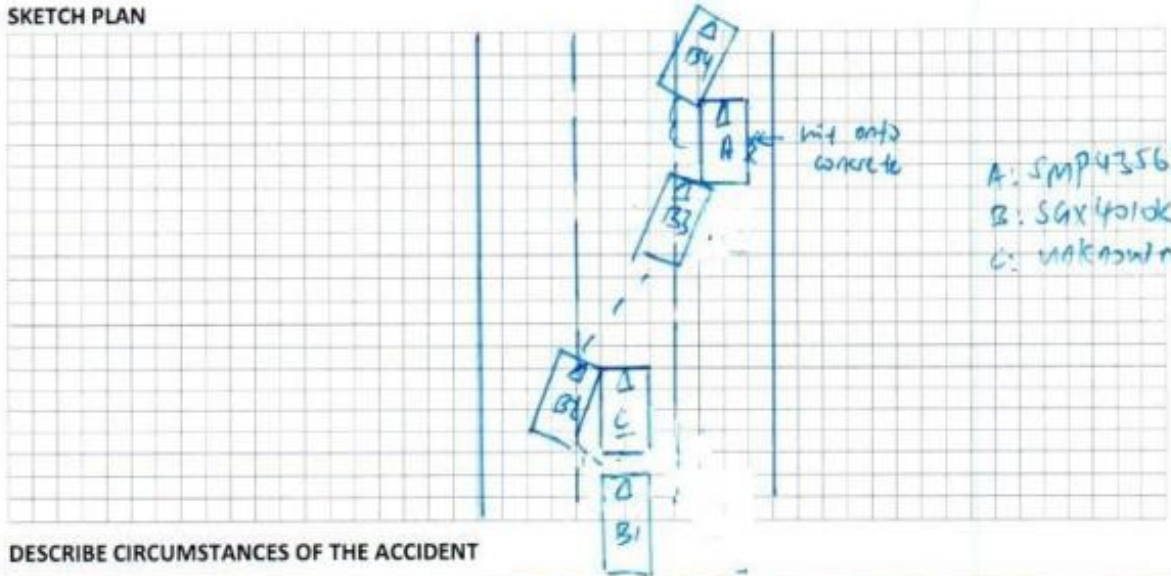 SKETCH PLAN
B4
A
hit onto
concrete
B3
A: SMP4356
B: SGX4010K
C: unknown
B2
C
B1
DESCRIBE CIRCUMSTANCES OF THE ACCIDENT